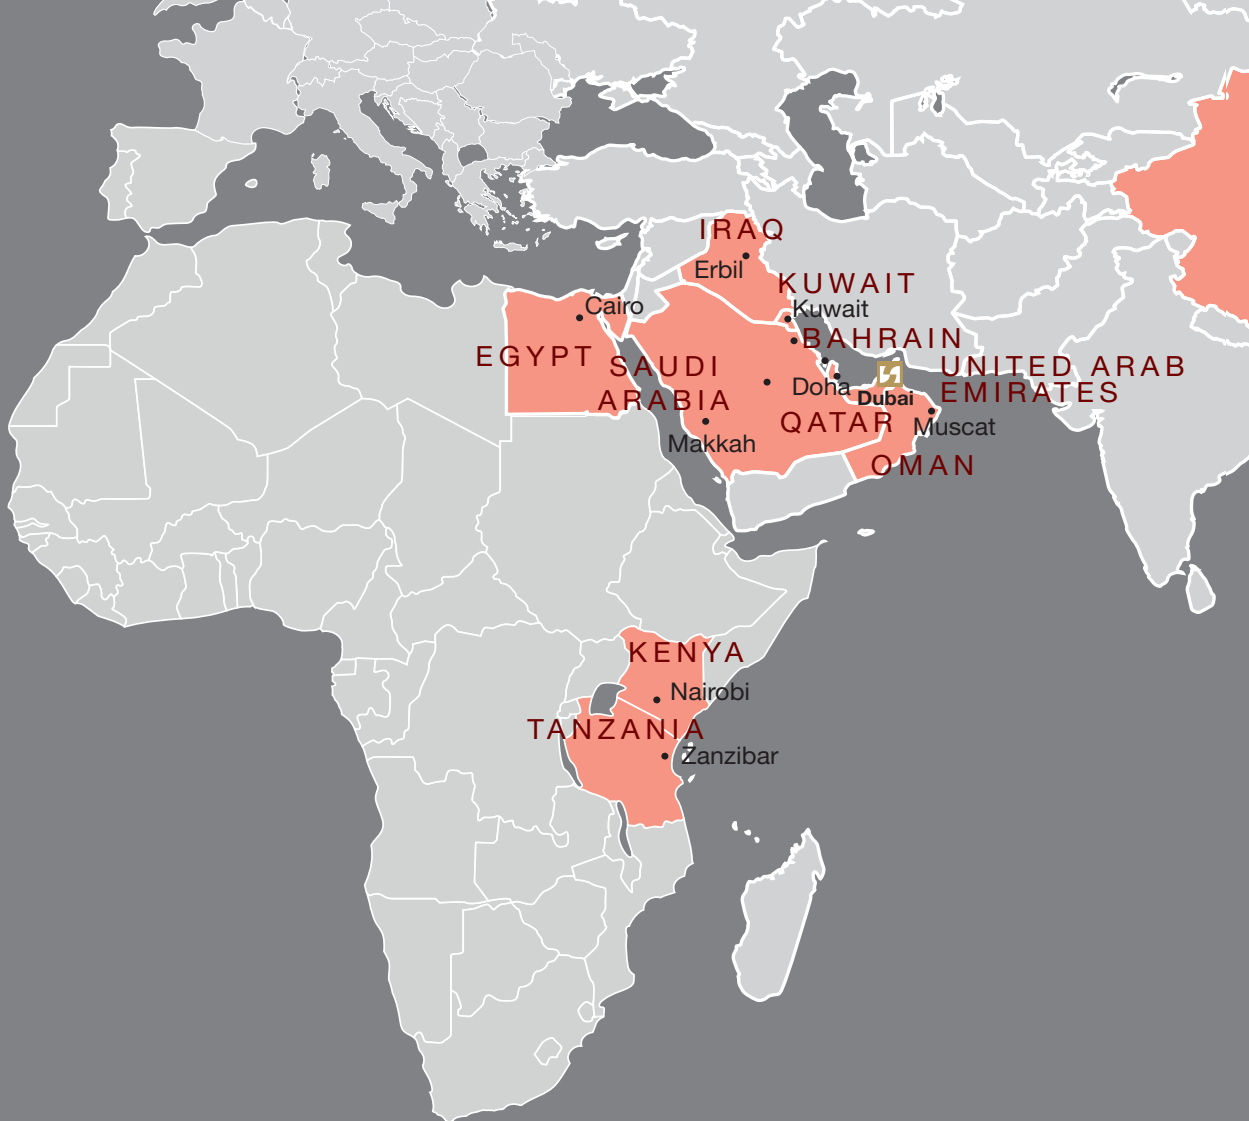 IRAQ
Erbil
KUWAIT
Kuwait
Cairo
BAHRAIN
EGYPT
SAUDI
ARABIA
UNITED ARAB
EMIRATES
Doha
Dubai
QATAR
Muscat
Makkah
OMAN
KENYA
Nairobi
TANZANIA
Zanzibar